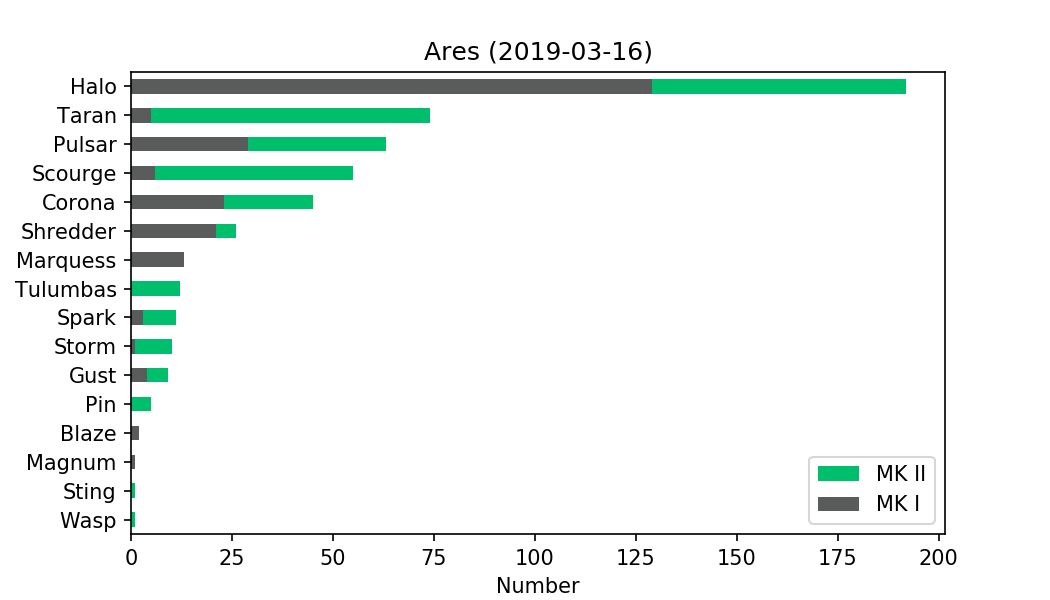 Ares (2019-03-16)
Halo
Taran
Pulsar
Scourge
Corona
Shredder
Marquess
Tulumbas
Spark
Storm
Gust
Pin
Blaze
Magnum
Sting
Wasp
MK II
MK I
0 25 50 75 100 125 150 175 200
Number